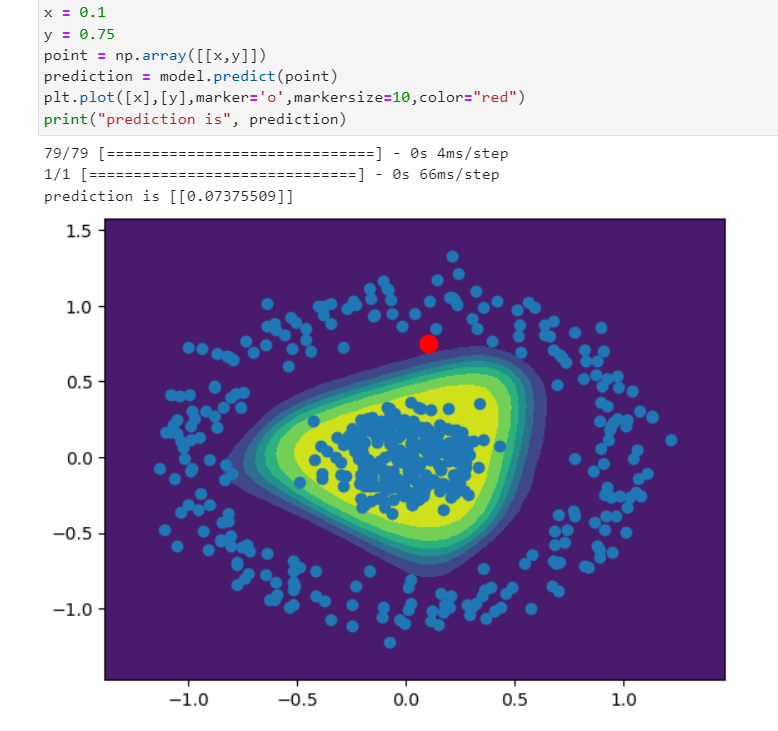 x = 0.1
y = 0.75
point = np.array([[x,y]])
prediction = model.predict(point)
plt.plot([x],[y],marker='o',markersize=10,color="red")
print("prediction is", prediction)
79/79 [==============================] - 0s 4ms/step
1/1 [==============================] - 0s 66ms/step
prediction is [[0.07375509]]
1.5
1.0
0.5
0.0
−0.5
−1.0
−1.0 −0.5 0.0 0.5 1.0